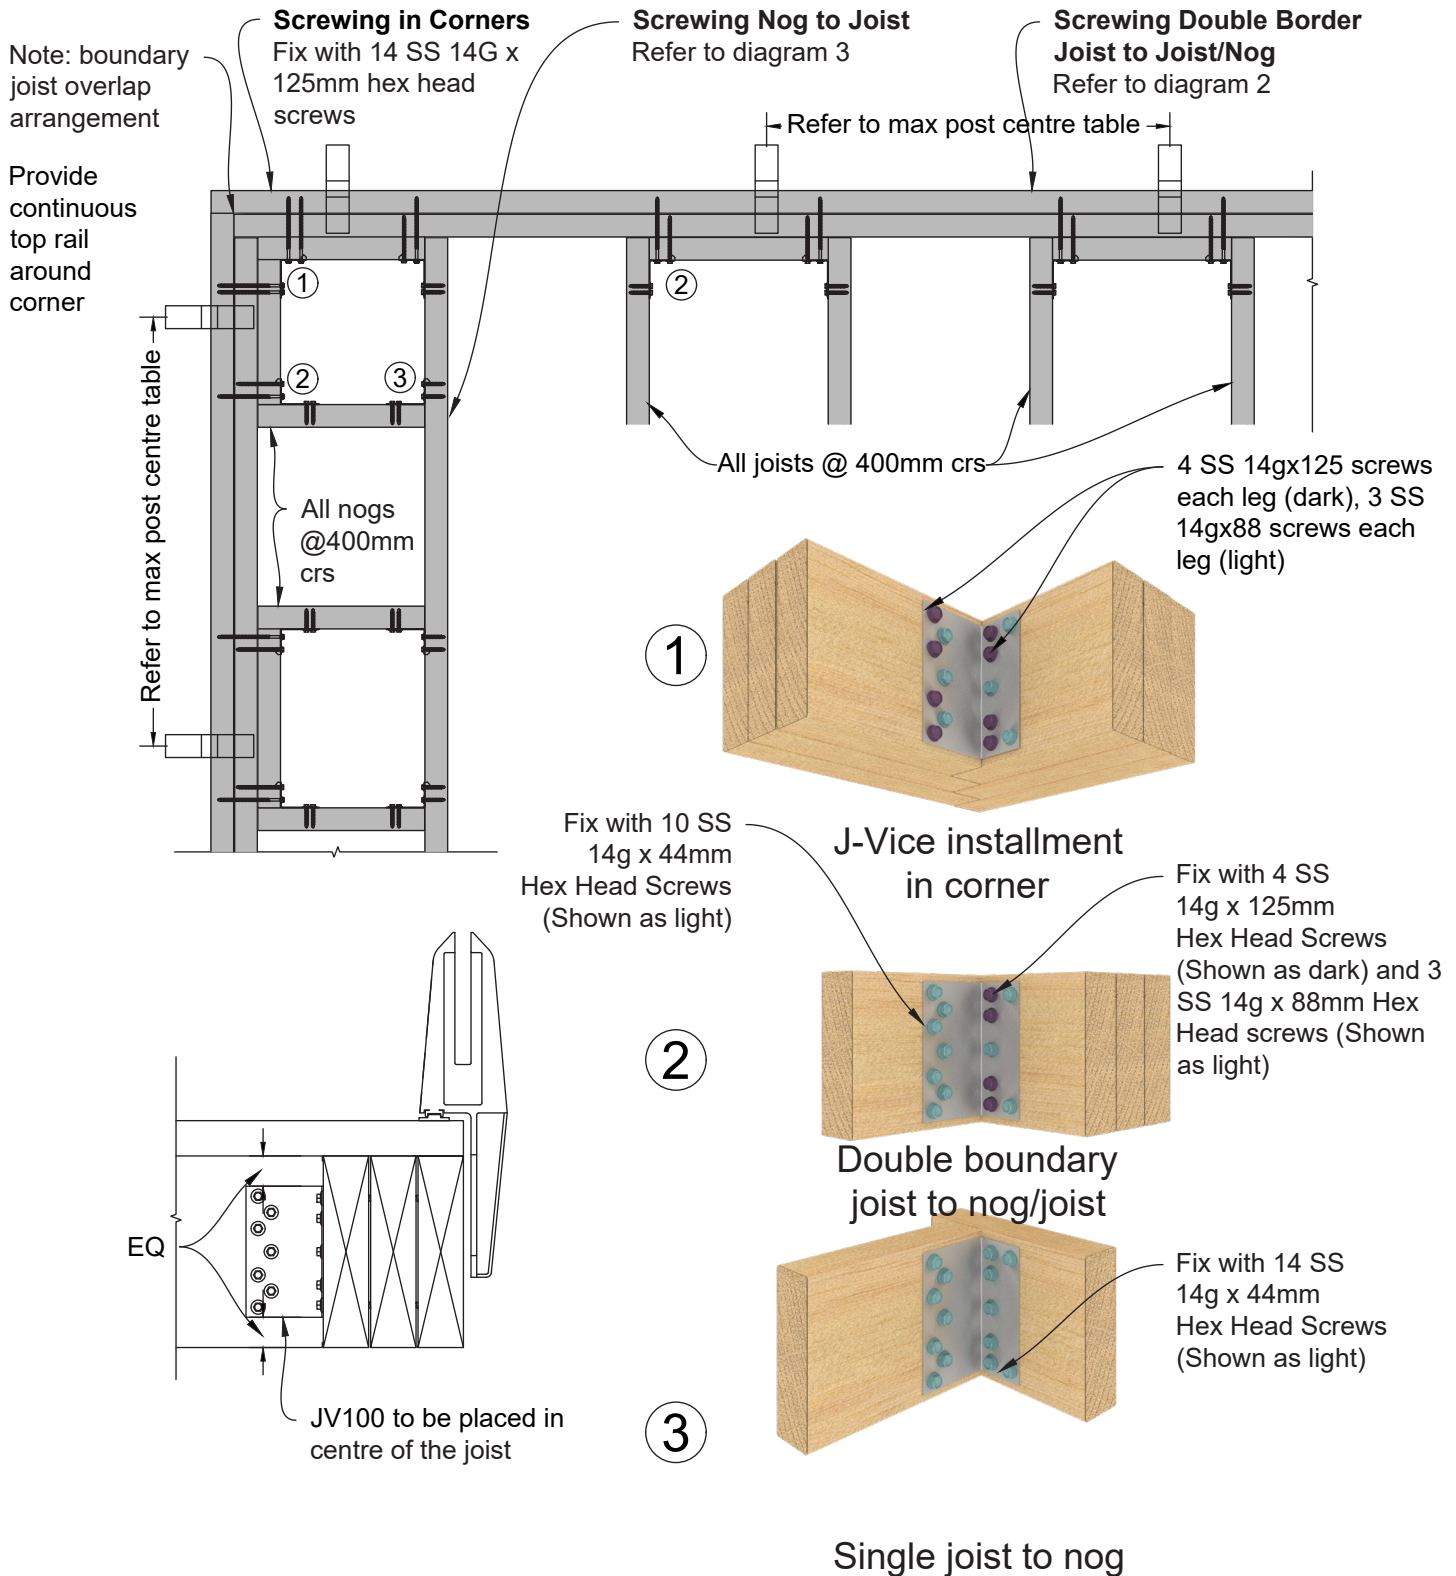 Note: boundary
joist overlap
arrangement
Provide
continuous
top rail
around
corner
Screwing in Corners
Fix with 14 SS 14G x
125mm hex head
screws
Screwing Nog to Joist
Refer to diagram 3
Screwing Double Border
Joist to Joist/Nog
Refer to diagram 2
Refer to max post centre table
1
2
3
2
Refer to max post centre table
All nogs
@400mm
crs
All joists @ 400mm crs
4 SS 14gx125 screws
each leg (dark), 3 SS
14gx88 screws each
leg (light)
1
J-Vice installment
in corner
Fix with 10 SS
14g x 44mm
Hex Head Screws
(Shown as light)
Fix with 4 SS
14g x 125mm
Hex Head Screws
(Shown as dark) and 3
SS 14g x 88mm Hex
Head screws (Shown
as light)
2
Double boundary
joist to nog/joist
EQ
JV100 to be placed in
centre of the joist
Fix with 14 SS
14g x 44mm
Hex Head Screws
(Shown as light)
3
Single joist to nog